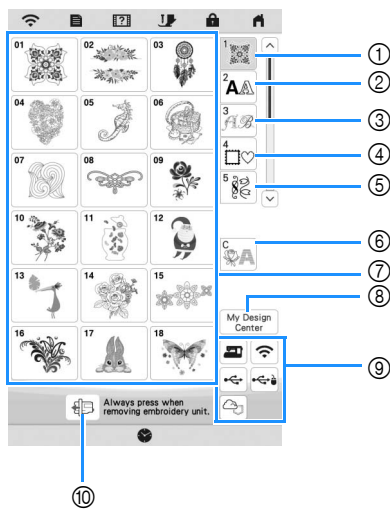 01 02 03
04 05 06
07 08 09
10 11 12
13 14 15
16 17 18
1
2 AA
3 AB
4
5
C A
My Design
Center
Always press when
removing embroidery unit.
①
②
③
④
⑤
⑥
⑦
⑧
⑨
⑩